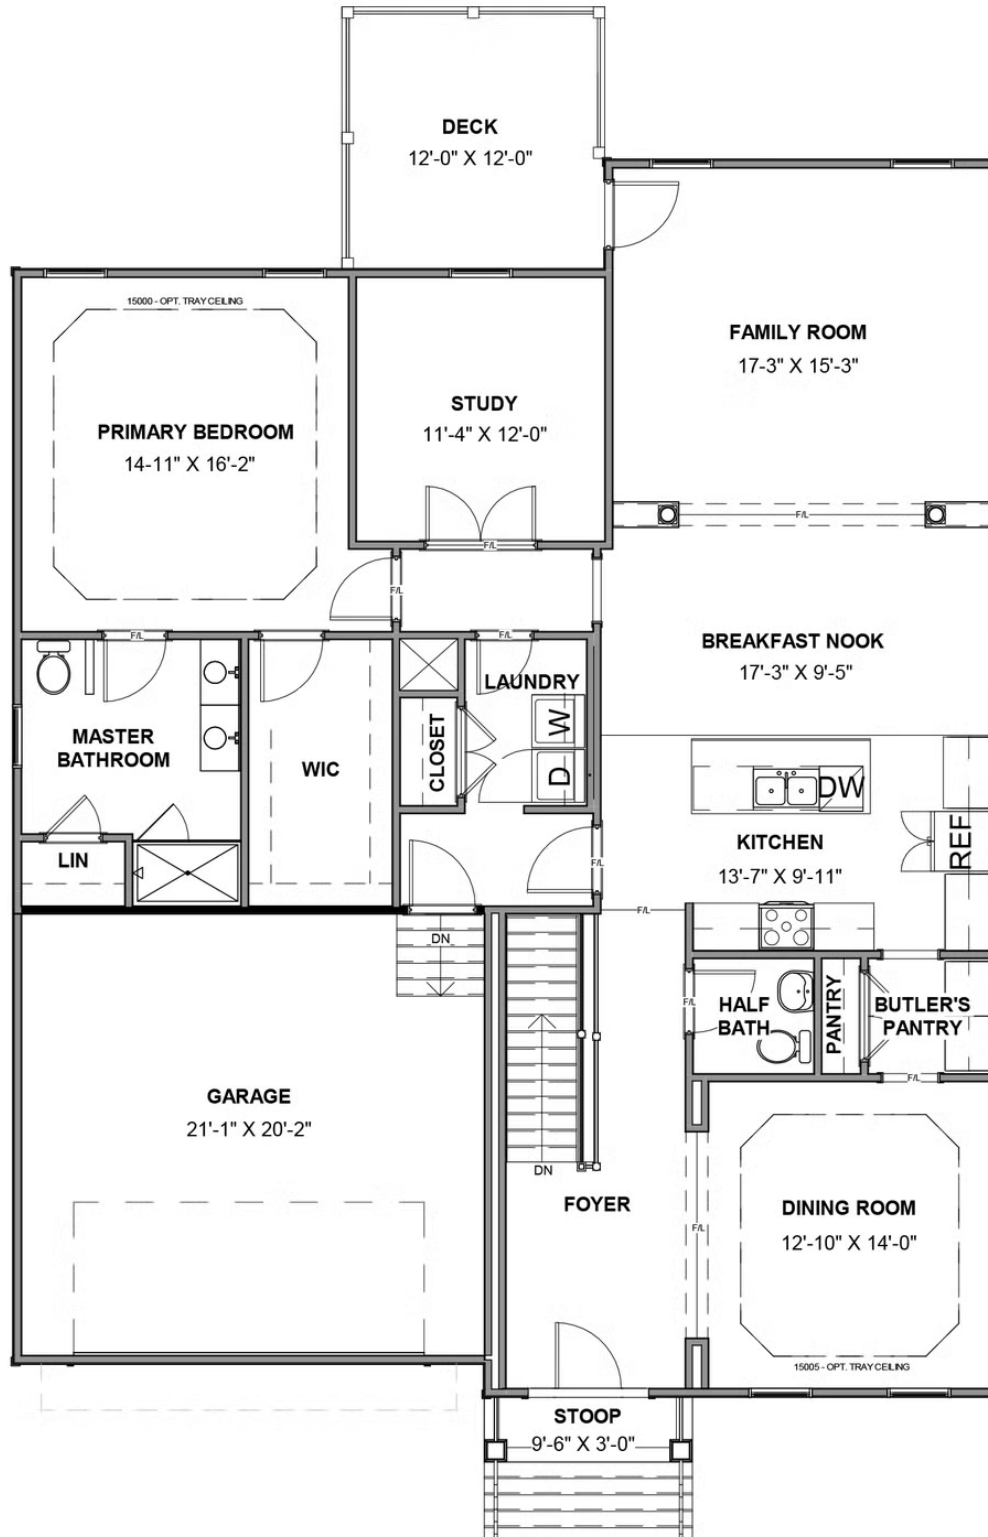 DECK
12'-0" X 12'-0"
15000 - OPT. TRAY CEILING
FAMILY ROOM
17-3" X 15'-3"
STUDY
11'-4" X 12'-0"
PRIMARY BEDROOM
14-11" X 16'-2"
F/L
F/L
F/L
F/L
F/L
BREAKFAST NOOK
17'-3" X 9'-5"
LAUNDRY
W
D
CLOSET
MASTER
BATHROOM
WIC
DW
KITCHEN
13'-7" X 9'-11"
REF
LIN
F/L
F/L
DN
F/L
HALF
BATH
PANTRY
BUTLER'S
PANTRY
F/L
GARAGE
21'-1" X 20'-2"
DN
FOYER
F/L
DINING ROOM
12'-10" X 14'-0"
15005 - OPT. TRAY CEILING
STOOP
9'-6" X 3'-0"